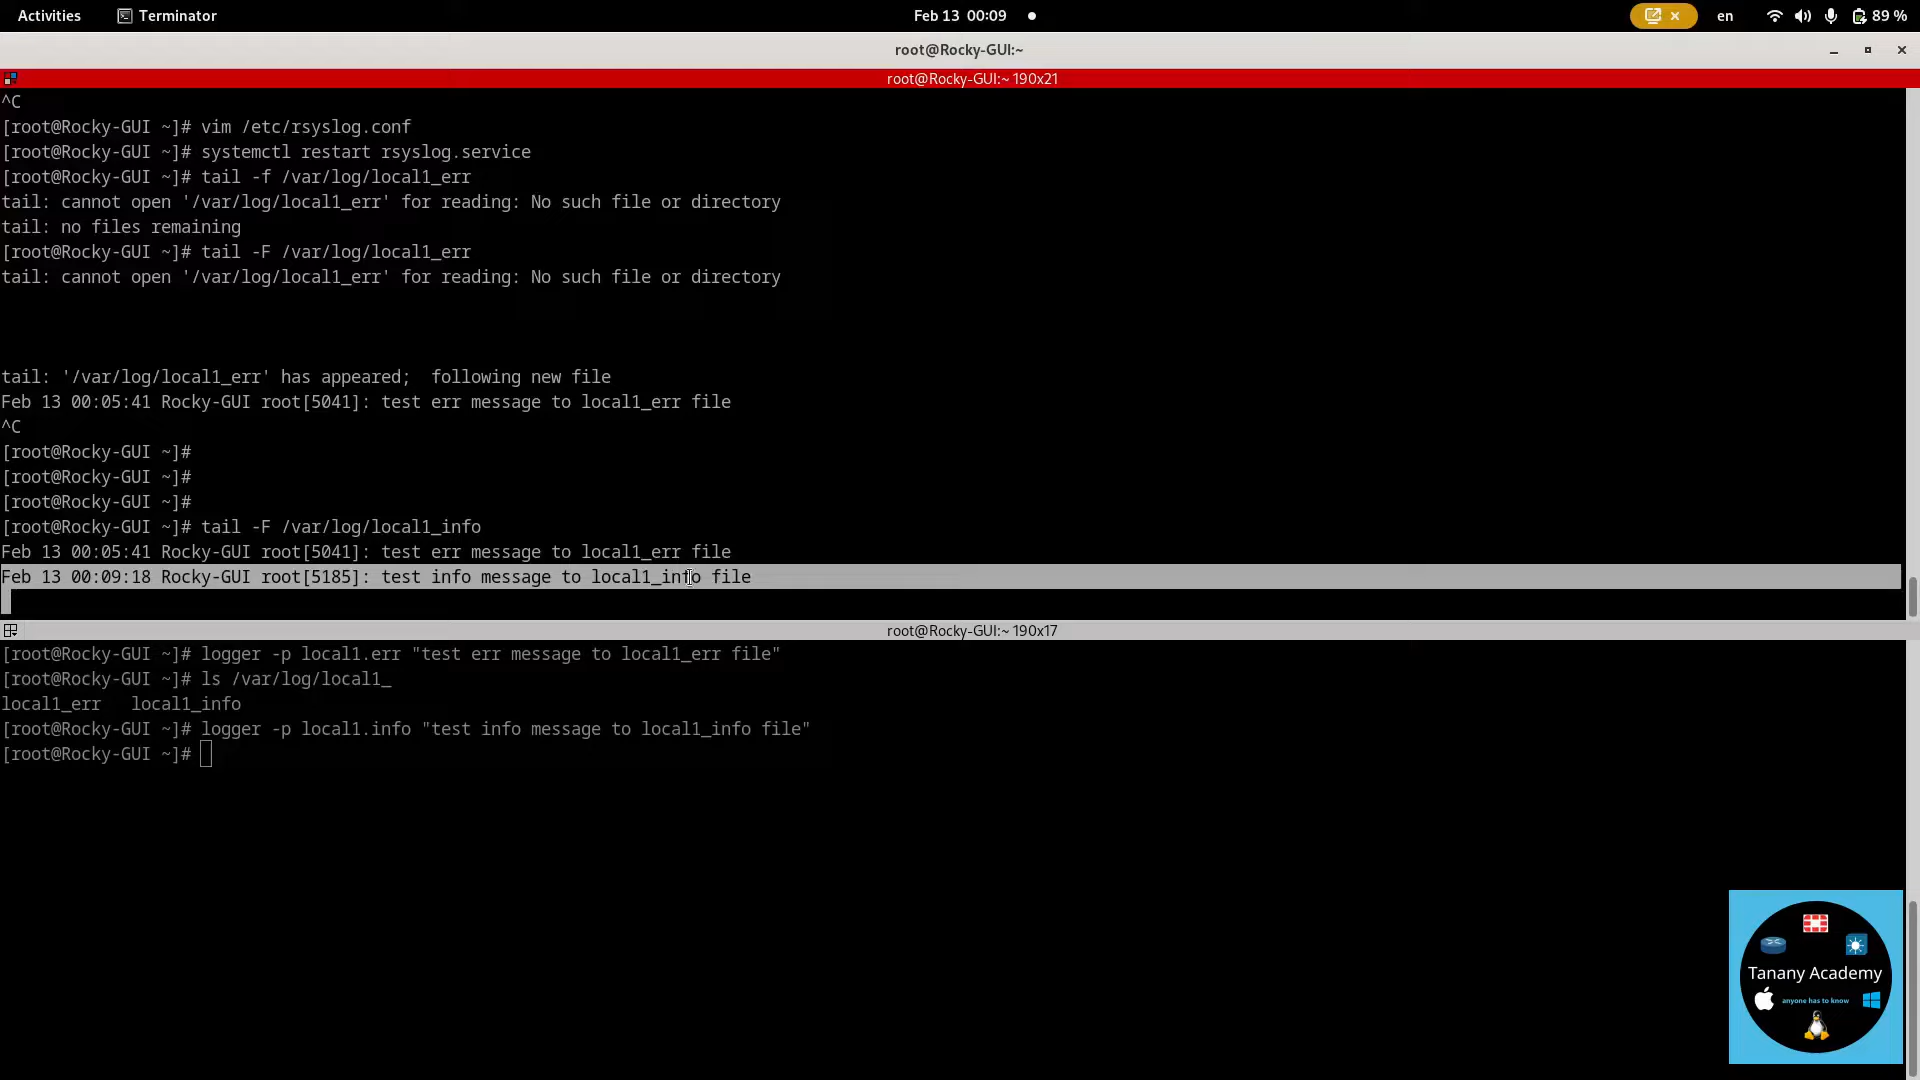 Activities Terminator Feb 13 00:09 en 89 %
root@Rocky-GUI:~
root@Rocky-GUI:~ 190x21
^C
[root@Rocky-GUI ~]# vim /etc/rsyslog.conf
[root@Rocky-GUI ~]# systemctl restart rsyslog.service
[root@Rocky-GUI ~]# tail -f /var/log/local1_err
tail: cannot open '/var/log/local1_err' for reading: No such file or directory
tail: no files remaining
[root@Rocky-GUI ~]# tail -F /var/log/local1_err
tail: cannot open '/var/log/local1_err' for reading: No such file or directory
tail: '/var/log/local1_err' has appeared;  following new file
Feb 13 00:05:41 Rocky-GUI root[5041]: test err message to local1_err file
^C
[root@Rocky-GUI ~]#
[root@Rocky-GUI ~]#
[root@Rocky-GUI ~]#
[root@Rocky-GUI ~]# tail -F /var/log/local1_info
Feb 13 00:05:41 Rocky-GUI root[5041]: test err message to local1_err file
Feb 13 00:09:18 Rocky-GUI root[5185]: test info message to local1_info file
root@Rocky-GUI:~ 190x17
[root@Rocky-GUI ~]# logger -p local1.err "test err message to local1_err file"
[root@Rocky-GUI ~]# ls /var/log/local1_
local1_err   local1_info
[root@Rocky-GUI ~]# logger -p local1.info "test info message to local1_info file"
[root@Rocky-GUI ~]#
Tanany Academy
anyone has to know